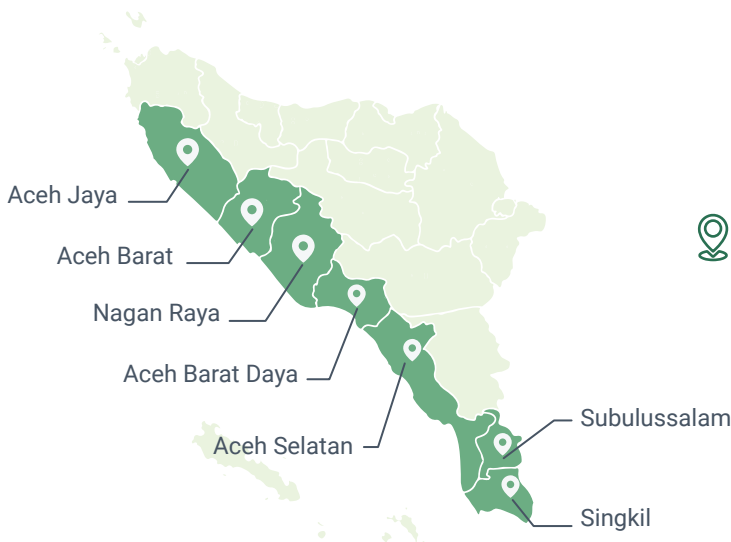 Aceh Jaya
Aceh Barat
Nagan Raya
Aceh Barat Daya
Aceh Selatan
Subulussalam
Singkil